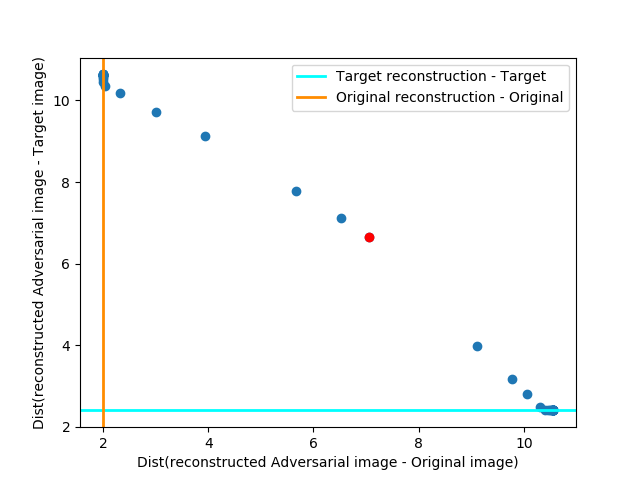 Target reconstruction - Target
Original reconstruction - Original
10
8
6
4
2
Dist(reconstructed Adversarial image - Target image)
2 4 6 8 10
Dist(reconstructed Adversarial image - Original image)